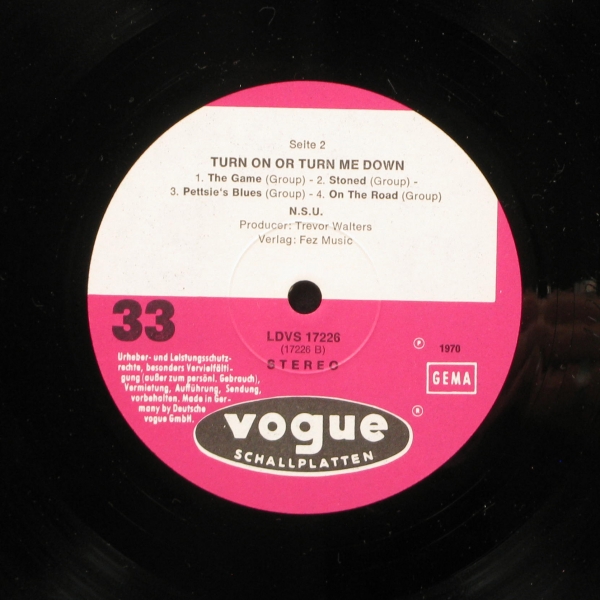 Seite 2
TURN ON OR TURN ME DOWN
1. The Game (Group) - 2. Stoned (Group) -
3. Pettsie's Blues (Group) - 4. On The Road (Group)
N.S.U.
Producer: Trevor Walters
Verlag: Fez Music
33
LDVS 17226
(17226 B)
STEREO
Urheber- und Leistungsschutz-
rechte, besonders Vervielfälti-
gung (außer zum persönl. Gebrauch),
Vermietung, Aufführung, Sendung,
vorbehalten. Made in Ger-
many by Deutsche
vogue GmbH.
℗ 1970
GEMA
®
vogue
SCHALLPLATTEN